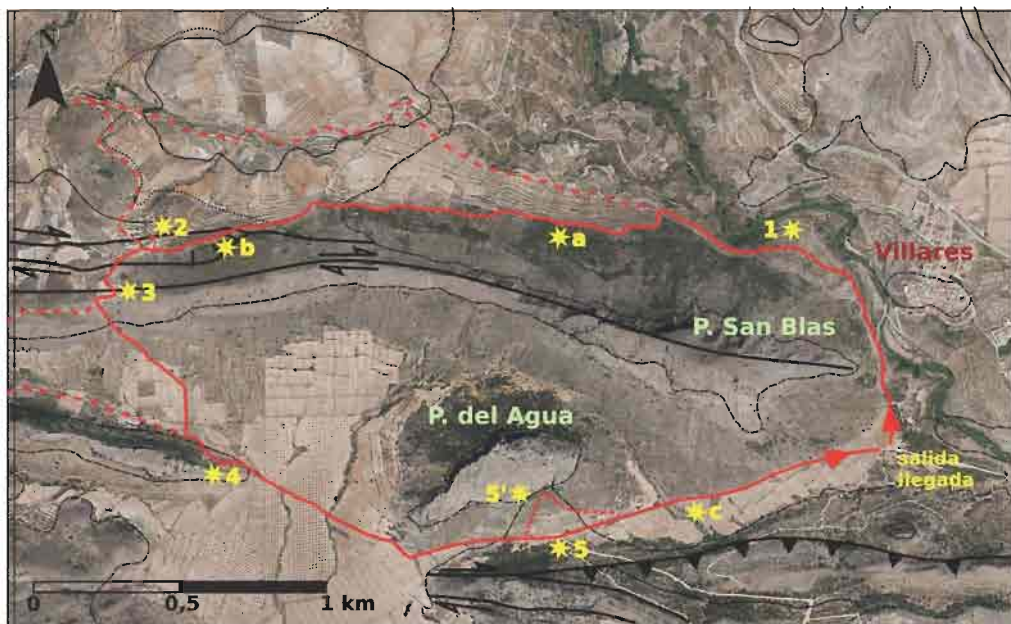 2
b
a
1
Villares
3
P. San Blas
P. del Agua
4
5'
c
salida
llegada
5
0
0,5
1 km